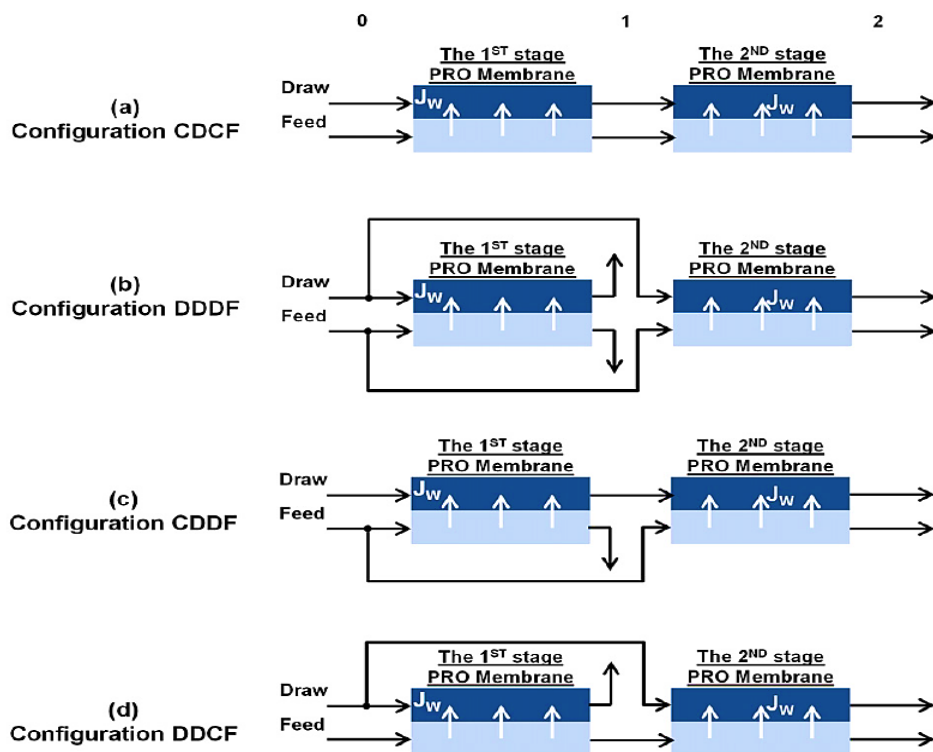 0 1 2
The 1ST stage
PRO Membrane
The 2ND stage
PRO Membrane
(a)
Configuration CDCF
Draw
Feed
JW
JW
The 1ST stage
PRO Membrane
The 2ND stage
PRO Membrane
(b)
Configuration DDDF
Draw
Feed
JW
JW
The 1ST stage
PRO Membrane
The 2ND stage
PRO Membrane
(c)
Configuration CDDF
Draw
Feed
JW
JW
The 1ST stage
PRO Membrane
The 2ND stage
PRO Membrane
(d)
Configuration DDCF
Draw
Feed
JW
JW